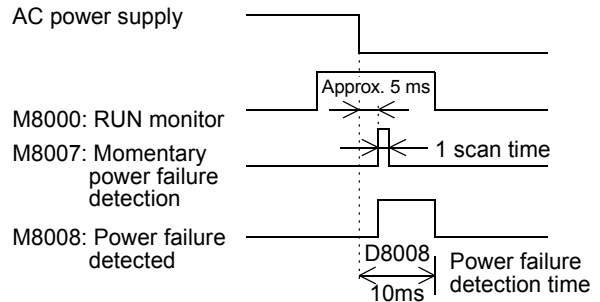 AC power supply
Approx. 5 ms
M8000: RUN monitor
M8007: Momentary
power failure
detection
1 scan time
M8008: Power failure
detected
D8008
10ms
Power failure
detection time